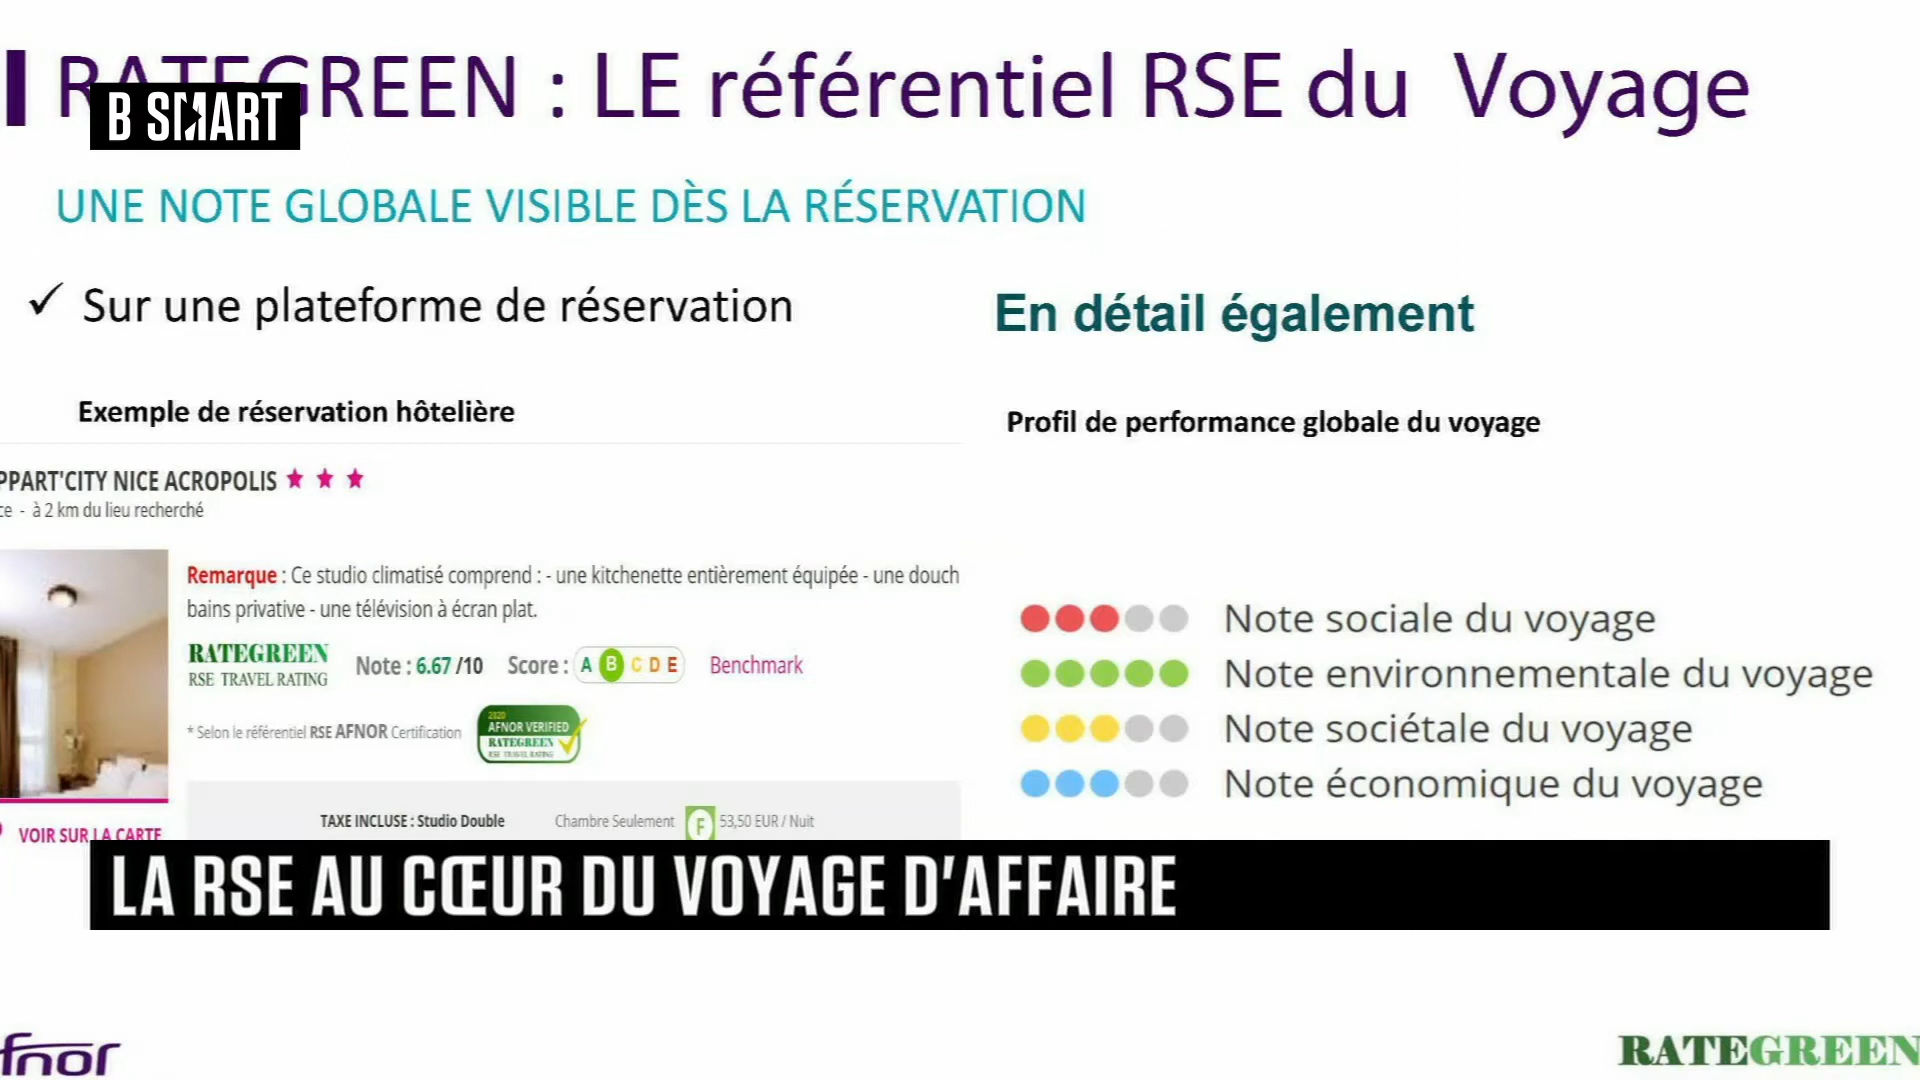 RATEGREEN : LE référentiel RSE du Voyage
B SMART
UNE NOTE GLOBALE VISIBLE DÈS LA RÉSERVATION
✓ Sur une plateforme de réservation
Exemple de réservation hôtelière
PPART'CITY NICE ACROPOLIS
ce - à 2 km du lieu recherché
Remarque : Ce studio climatisé comprend : - une kitchenette entièrement équipée - une douch
bains privative - une télévision à écran plat.
RATEGREEN
RSE TRAVEL RATING
Note : 6.67 /10 Score : A B C D E Benchmark
* Selon le référentiel RSE AFNOR Certification
2020
AFNOR VERIFIED
RATEGREEN
RSE TRAVEL RATING
TAXE INCLUSE : Studio Double Chambre Seulement F 53,50 EUR / Nuit
VOIR SUR LA CARTE
En détail également
Profil de performance globale du voyage
Note sociale du voyage
Note environnementale du voyage
Note sociétale du voyage
Note économique du voyage
LA RSE AU CŒUR DU VOYAGE D'AFFAIRE
fnor
RATEGREEN